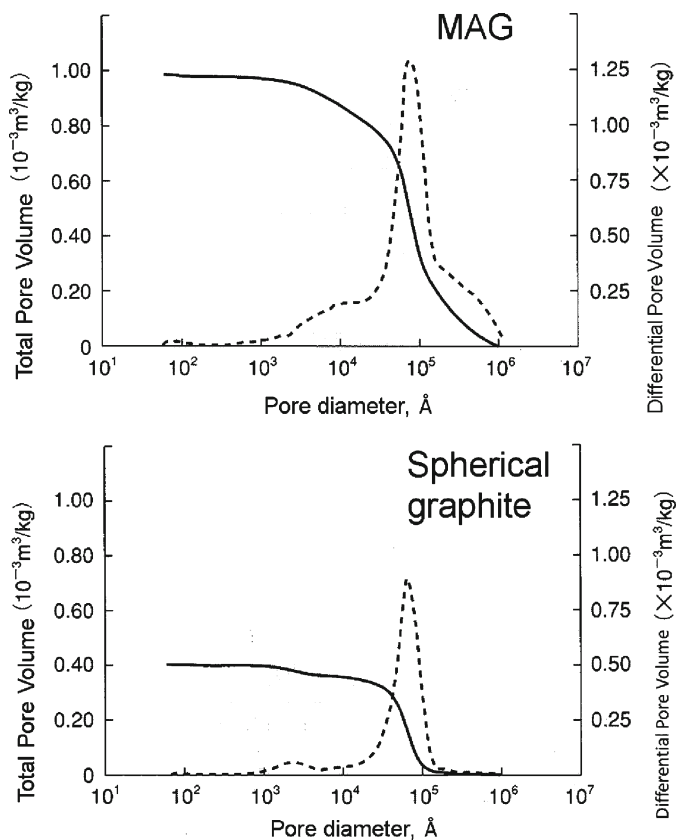 MAG
Total Pore Volume (10⁻³m³/kg)
1.00
0.80
0.60
0.40
0.20
0
1.25
1.00
0.75
0.50
0.25
Differential Pore Volume (×10⁻³m³/kg)
10¹ 10² 10³ 10⁴ 10⁵ 10⁶ 10⁷
Pore diameter, Å
Spherical
graphite
Total Pore Volume (10⁻³m³/kg)
1.00
0.80
0.60
0.40
0.20
0
1.25
1.00
0.75
0.50
0.25
Differential Pore Volume (×10⁻³m³/kg)
10¹ 10² 10³ 10⁴ 10⁵ 10⁶ 10⁷
Pore diameter, Å